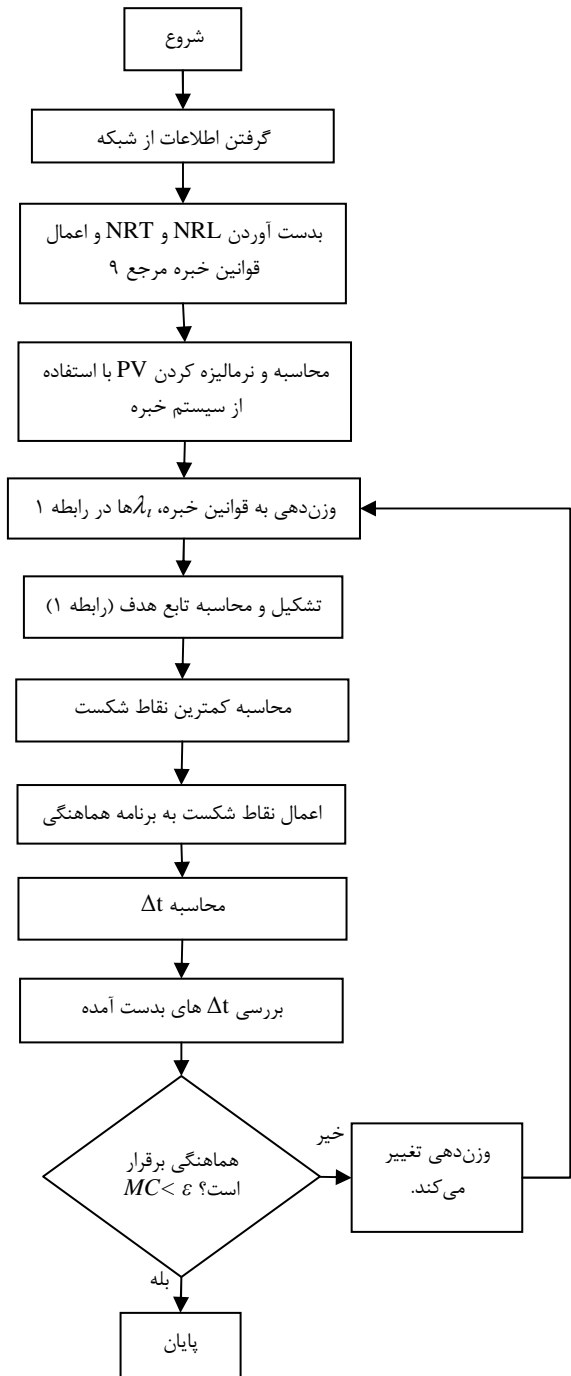 شروع
گرفتن اطلاعات از شبکه
بدست آوردن NRL و NRT و اعمال
قوانین خبره مرجع ۹
محاسبه و نرمالیزه کردن PV با استفاده
از سیستم خبره
وزن‌دهی به قوانین خبره، λᵢها در رابطه ۱
تشکیل و محاسبه تابع هدف (رابطه ۱)
محاسبه کمترین نقاط شکست
اعمال نقاط شکست به برنامه هماهنگی
محاسبه Δt
بررسی Δt های بدست آمده
هماهنگی برقرار
است؟ MC< ε
خیر
وزن‌دهی تغییر
می‌کند.
بله
پایان